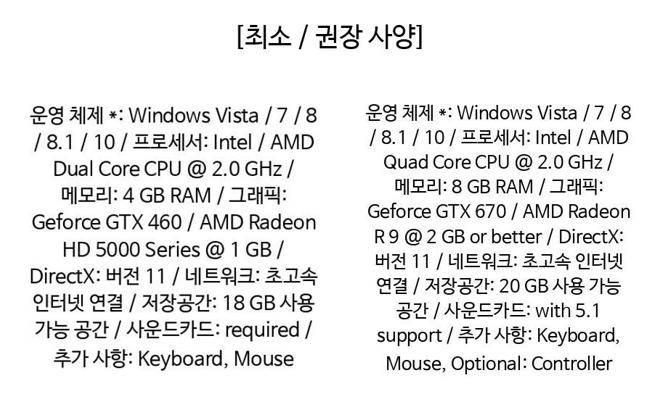 [최소 / 권장 사양]
운영 체제 *: Windows Vista / 7 / 8
/ 8.1 / 10 / 프로세서: Intel / AMD
Dual Core CPU @ 2.0 GHz /
메모리: 4 GB RAM / 그래픽:
Geforce GTX 460 / AMD Radeon
HD 5000 Series @ 1 GB /
DirectX: 버전 11 / 네트워크: 초고속
인터넷 연결 / 저장공간: 18 GB 사용
가능 공간 / 사운드카드: required /
추가 사항: Keyboard, Mouse
운영 체제 *: Windows Vista / 7 / 8
/ 8.1 / 10 / 프로세서: Intel / AMD
Quad Core CPU @ 2.0 GHz /
메모리: 8 GB RAM / 그래픽:
Geforce GTX 670 / AMD Radeon
R 9 @ 2 GB or better / DirectX:
버전 11 / 네트워크: 초고속 인터넷
연결 / 저장공간: 20 GB 사용 가능
공간 / 사운드카드: with 5.1
support / 추가 사항: Keyboard,
Mouse, Optional: Controller